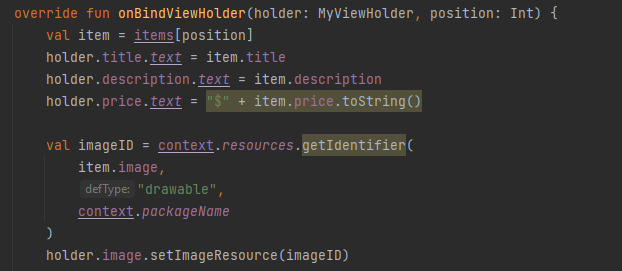 override fun onBindViewHolder(holder: MyViewHolder, position: Int) {
val item = items[position]
holder.title.text = item.title
holder.description.text = item.description
holder.price.text = "$" + item.price.toString()
val imageID = context.resources.getIdentifier(
item.image,
defType: "drawable",
context.packageName
)
holder.image.setImageResource(imageID)